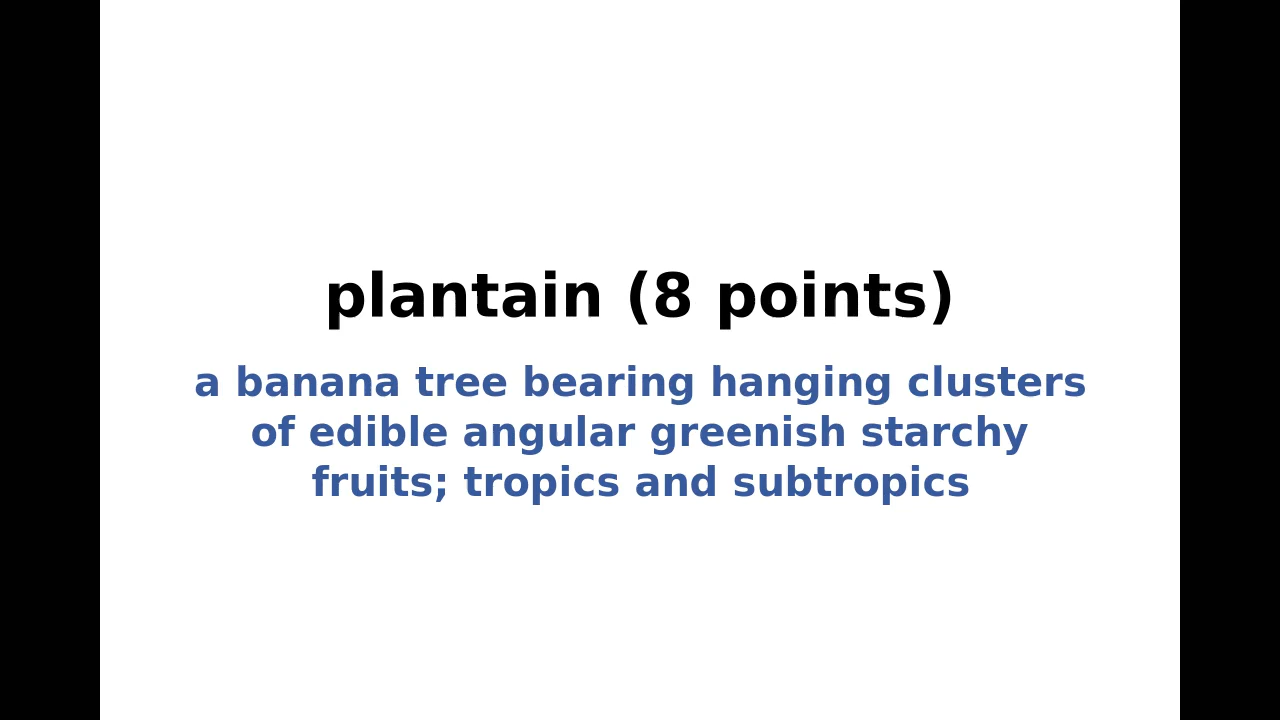 plantain (8 points)
a banana tree bearing hanging clusters
of edible angular greenish starchy
fruits; tropics and subtropics